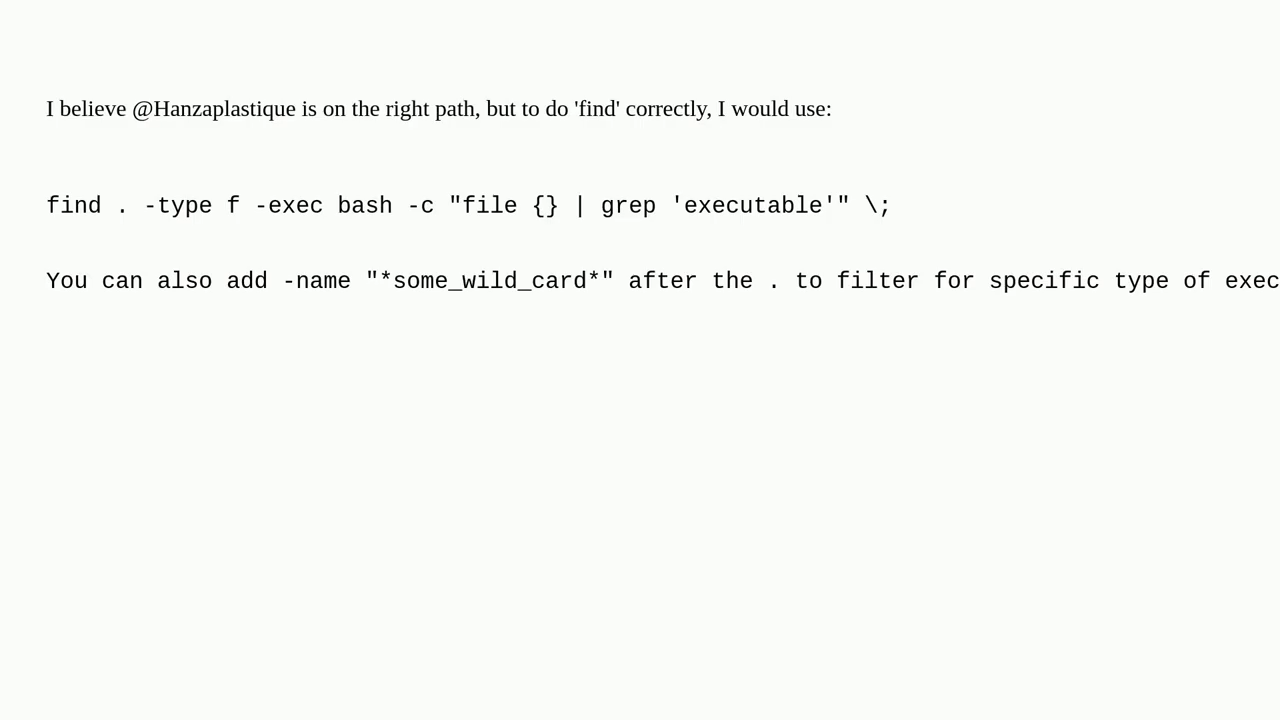 I believe @Hanzaplastique is on the right path, but to do 'find' correctly, I would use:
find . -type f -exec bash -c "file {} | grep 'executable'" \;
You can also add -name "*some_wild_card*" after the . to filter for specific type of exec